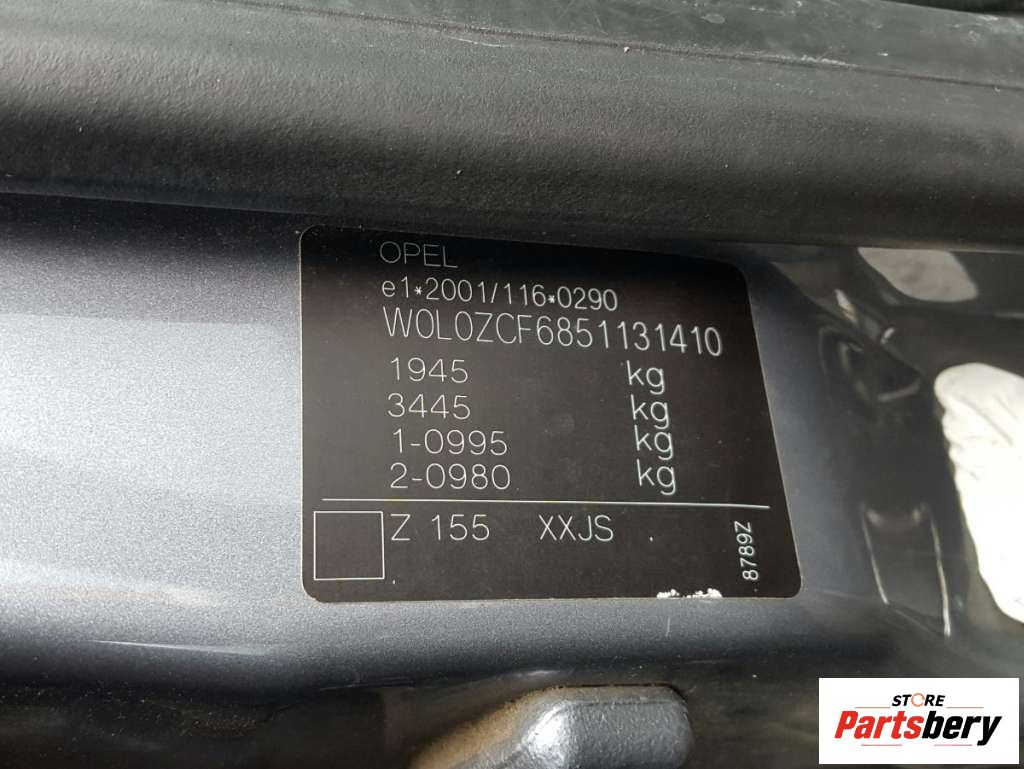 OPEL
e1*2001/116*0290
W0L0ZCF6851131410
1945 kg
3445 kg
1-0995 kg
2-0980 kg
Z 155 XXJS
8789Z
STORE
Partsbery